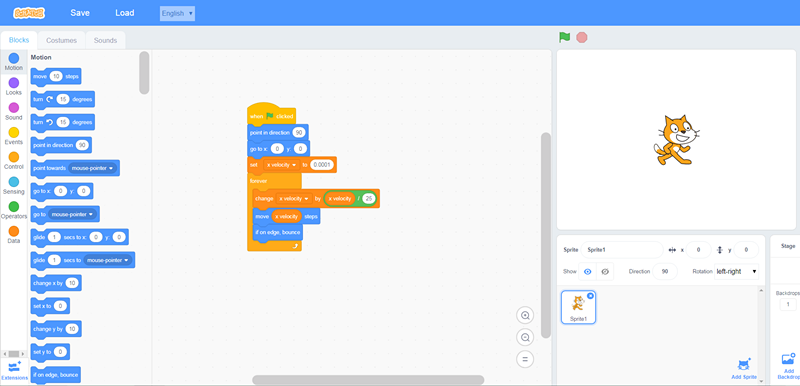 SCRATCH
Save
Load
English
Blocks
Costumes
Sounds
Motion
Looks
Sound
Events
Control
Sensing
Operators
Data
Extensions
Motion
move 10 steps
turn 15 degrees
turn 15 degrees
point in direction 90
point towards mouse-pointer
go to x: 0 y: 0
go to mouse-pointer
glide 1 secs to x: 0 y: 0
glide 1 secs to mouse-pointer
change x by 10
set x to 0
change y by 10
set y to 0
if on edge, bounce
when clicked
point in direction 90
go to x: 0 y: 0
set x velocity to 0.0001
forever
change x velocity by x velocity / 25
move x velocity steps
if on edge, bounce
Sprite Sprite1 x 0 y 0
Show Direction 90 Rotation left-right
Sprite1
Add Sprite
Stage
Backdrops
1
Add
Backdrop